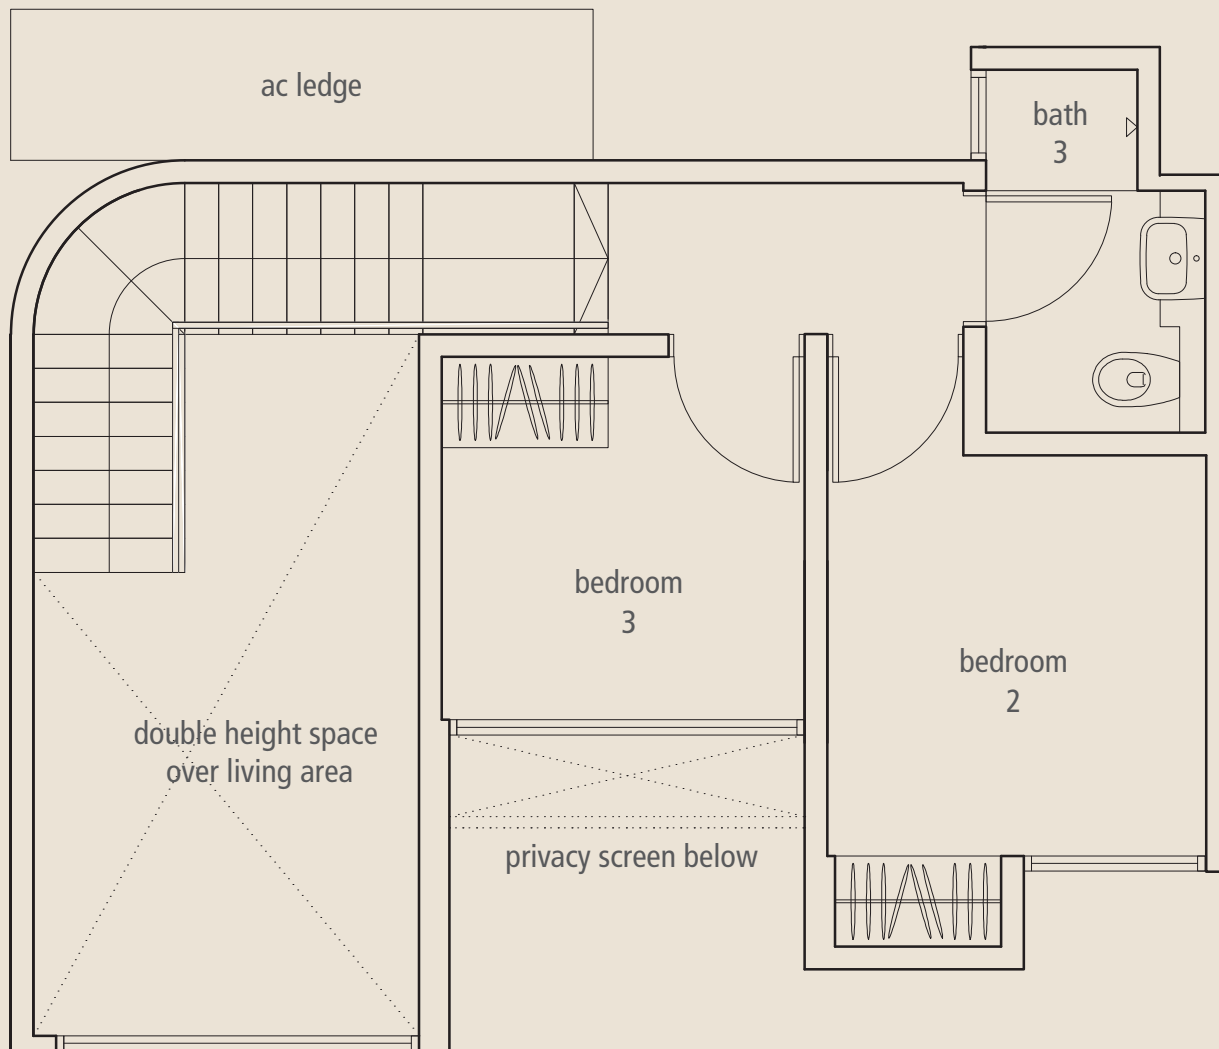 ac ledge
bath
3
bedroom
3
bedroom
2
double height space
over living area
privacy screen below